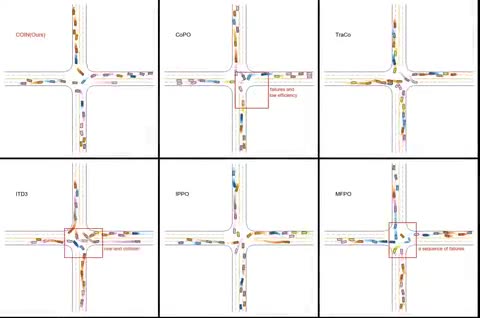 COIN(Ours)
CoPO
TraCo
failures and
low efficiency
ITD3
IPPO
MFPO
rear-end collision
a sequence of failures